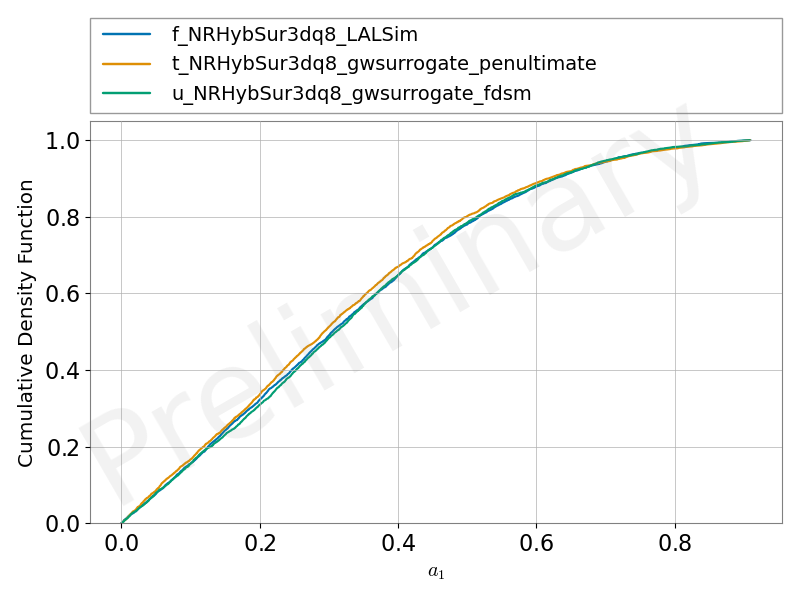 f_NRHybSur3dq8_LALSim
t_NRHybSur3dq8_gwsurrogate_penultimate
u_NRHybSur3dq8_gwsurrogate_fdsm
Preliminary
Cumulative Density Function
1.0
0.8
0.6
0.4
0.2
0.0
0.0 0.2 0.4 0.6 0.8
a₁